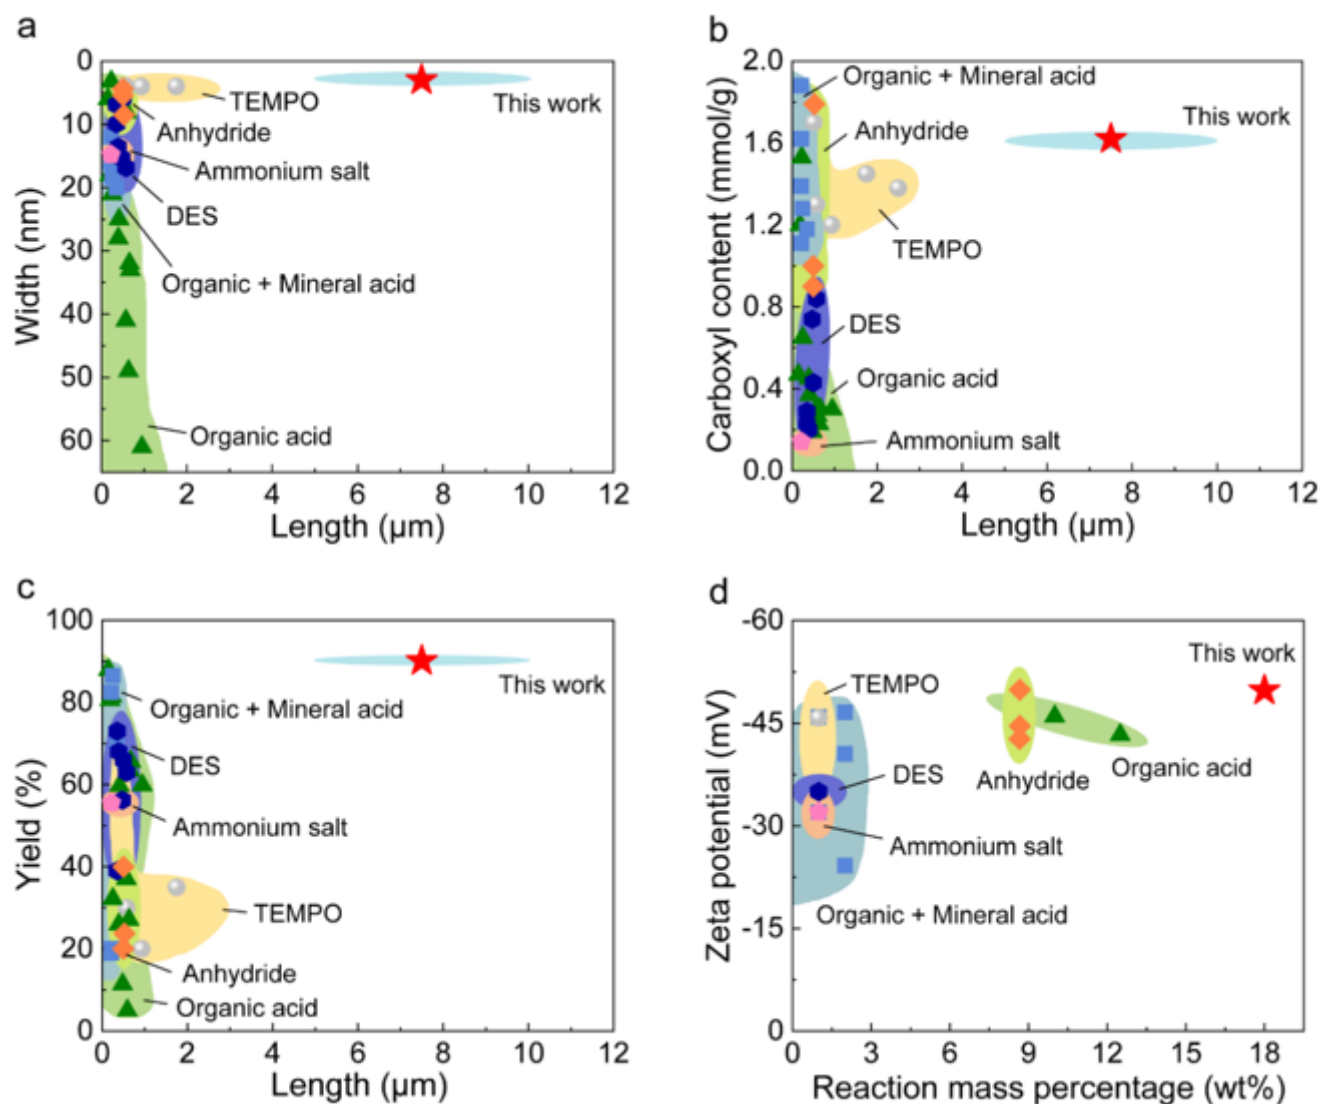 a
0
10
20
30
40
50
60
Width (nm)
TEMPO
This work
Anhydride
Ammonium salt
DES
Organic + Mineral acid
Organic acid
0 2 4 6 8 10 12
Length (μm)
b
2.0
1.6
1.2
0.8
0.4
0.0
Carboxyl content (mmol/g)
Organic + Mineral acid
This work
Anhydride
TEMPO
DES
Organic acid
Ammonium salt
0 2 4 6 8 10 12
Length (μm)
c
100
80
60
40
20
0
Yield (%)
This work
Organic + Mineral acid
DES
Ammonium salt
TEMPO
Anhydride
Organic acid
0 2 4 6 8 10 12
Length (μm)
d
-60
-45
-30
-15
0
Zeta potential (mV)
This work
TEMPO
DES
Anhydride
Organic acid
Ammonium salt
Organic + Mineral acid
0 3 6 9 12 15 18
Reaction mass percentage (wt%)